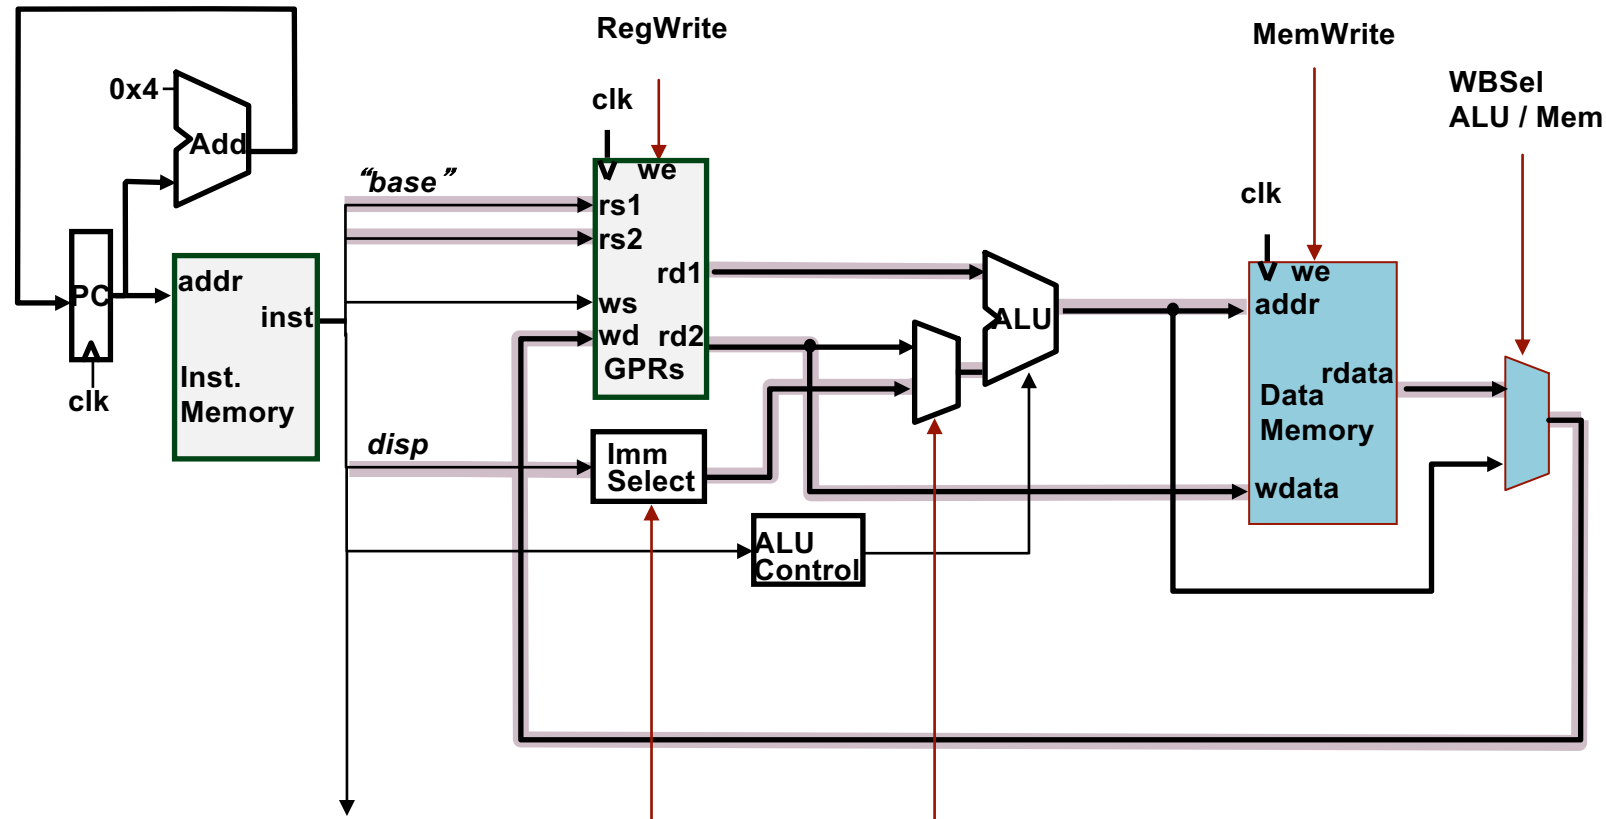 RegWrite
MemWrite
WBSel
ALU / Mem
0x4
clk
Add
we
“base”
rs1
rs2
clk
we
PC
addr
rd1
addr
inst
ws
ALU
wd
rd2
GPRs
rdata
Inst.
Memory
clk
Data
Memory
disp
Imm
Select
wdata
ALU
Control